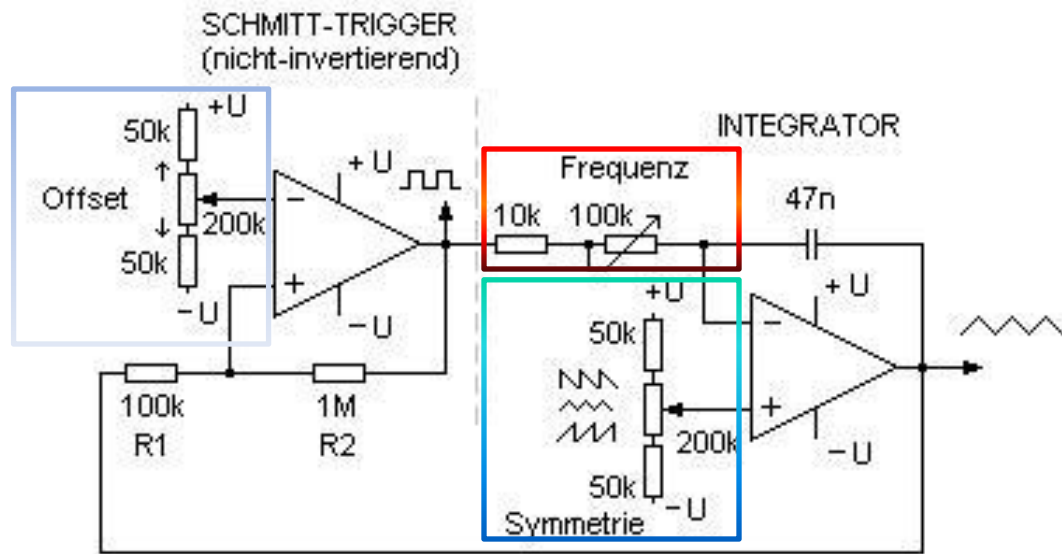 SCHMITT-TRIGGER
(nicht-invertierend)
+U
50k
Offset
200k
50k
-U
+U
-
+
-U
100k
R1
1M
R2
INTEGRATOR
Frequenz
10k
100k
47n
+U
50k
200k
50k
-U
Symmetrie
+U
-
+
-U